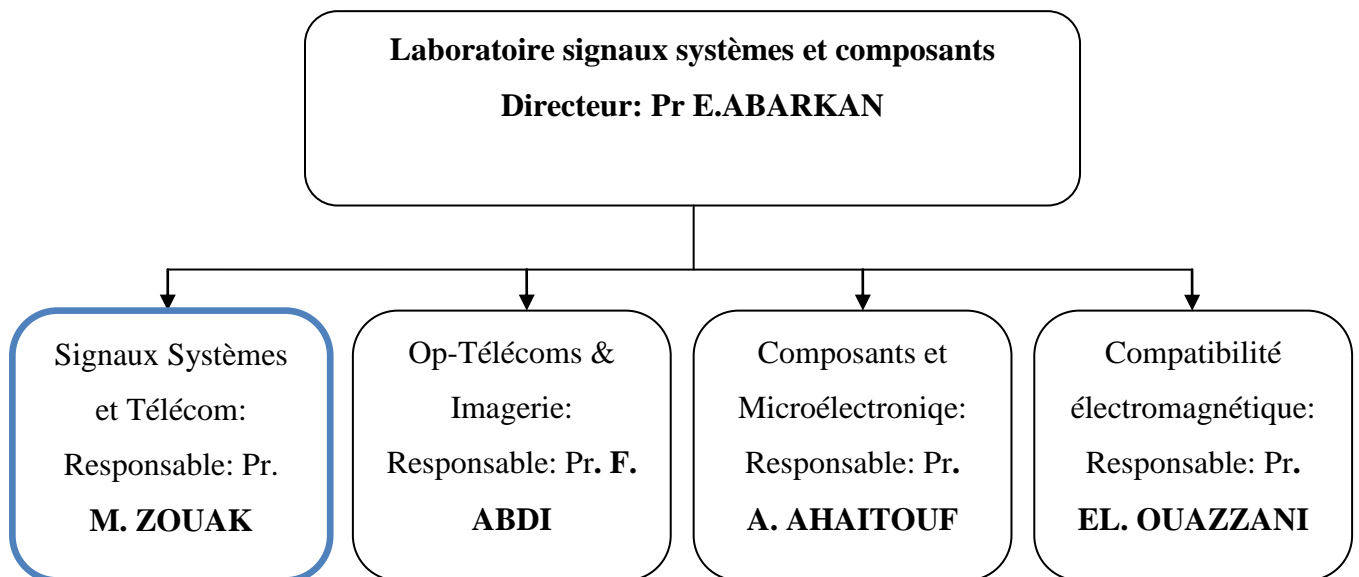 Laboratoire signaux systèmes et composants
Directeur: Pr E.ABARKAN
Signaux Systèmes
et Télécom:
Responsable: Pr.
M. ZOUAK
Op-Télécoms &
Imagerie:
Responsable: Pr. F.
ABDI
Composants et
Microélectroniqe:
Responsable: Pr.
A. AHAITOUF
Compatibilité
électromagnétique:
Responsable: Pr.
EL. OUAZZANI